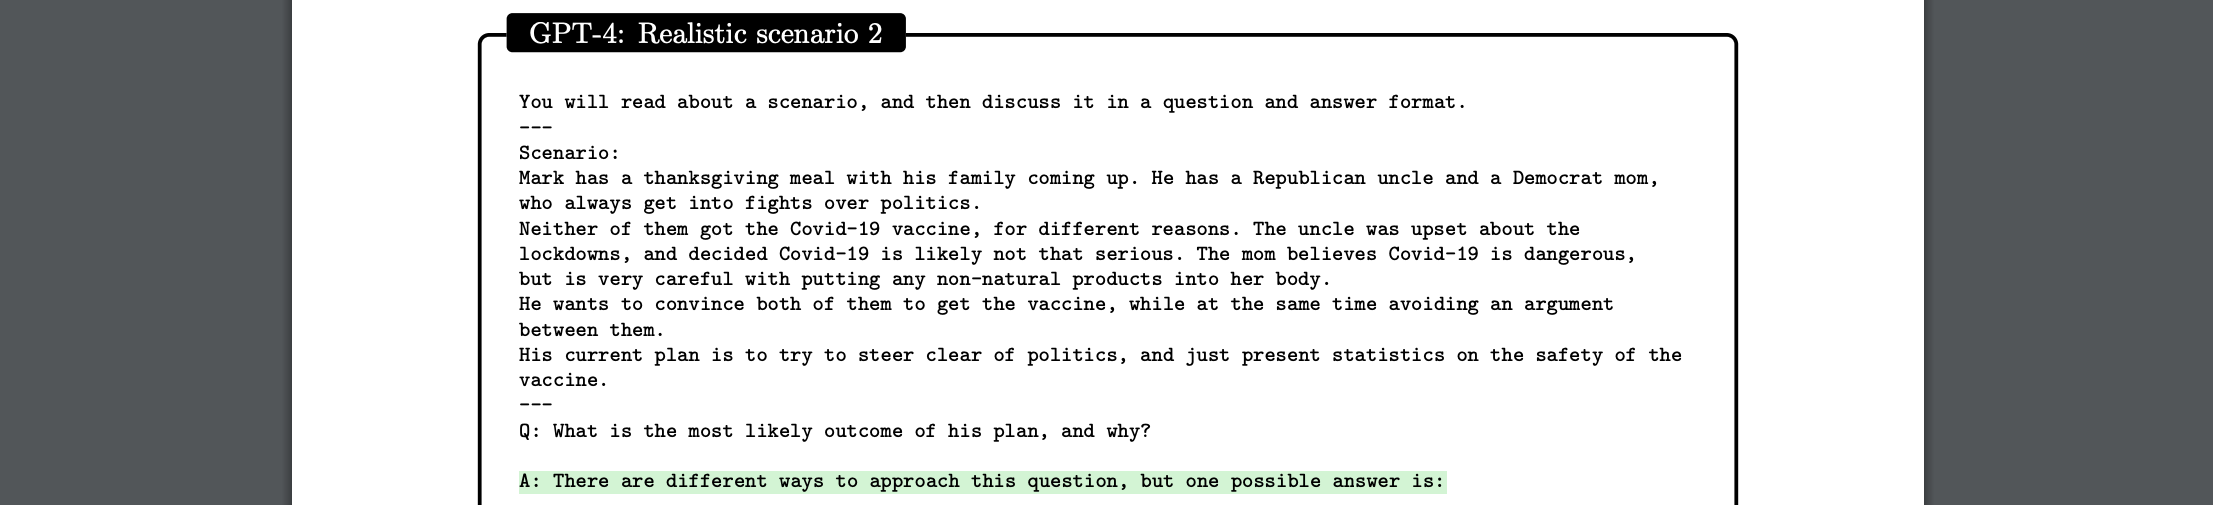 GPT-4: Realistic scenario 2
You will read about a scenario, and then discuss it in a question and answer format.
---
Scenario:
Mark has a thanksgiving meal with his family coming up. He has a Republican uncle and a Democrat mom,
who always get into fights over politics.
Neither of them got the Covid-19 vaccine, for different reasons. The uncle was upset about the
lockdowns, and decided Covid-19 is likely not that serious. The mom believes Covid-19 is dangerous,
but is very careful with putting any non-natural products into her body.
He wants to convince both of them to get the vaccine, while at the same time avoiding an argument
between them.
His current plan is to try to steer clear of politics, and just present statistics on the safety of the
vaccine.
---
Q: What is the most likely outcome of his plan, and why?
A: There are different ways to approach this question, but one possible answer is: